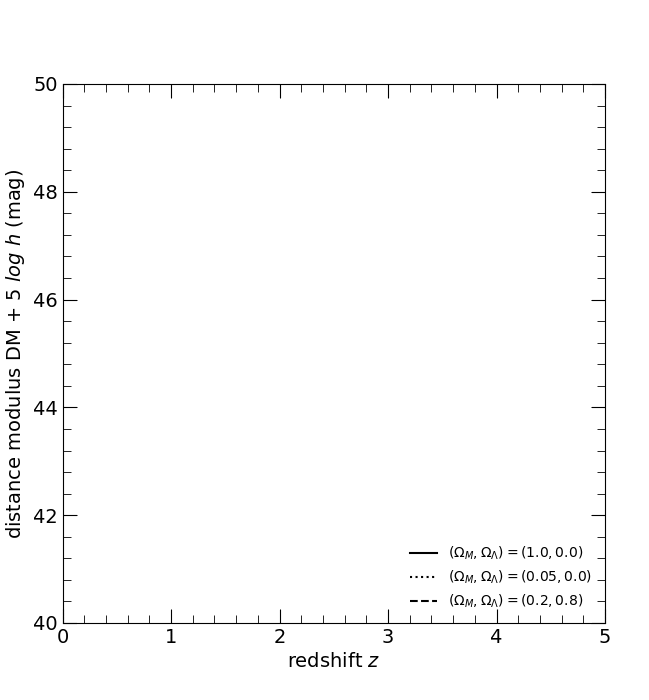 50
48
46
44
42
40
distance modulus DM + 5 log h (mag)
(Ω_M, Ω_Λ) = (1.0, 0.0)
(Ω_M, Ω_Λ) = (0.05, 0.0)
(Ω_M, Ω_Λ) = (0.2, 0.8)
0 1 2 3 4 5
redshift z